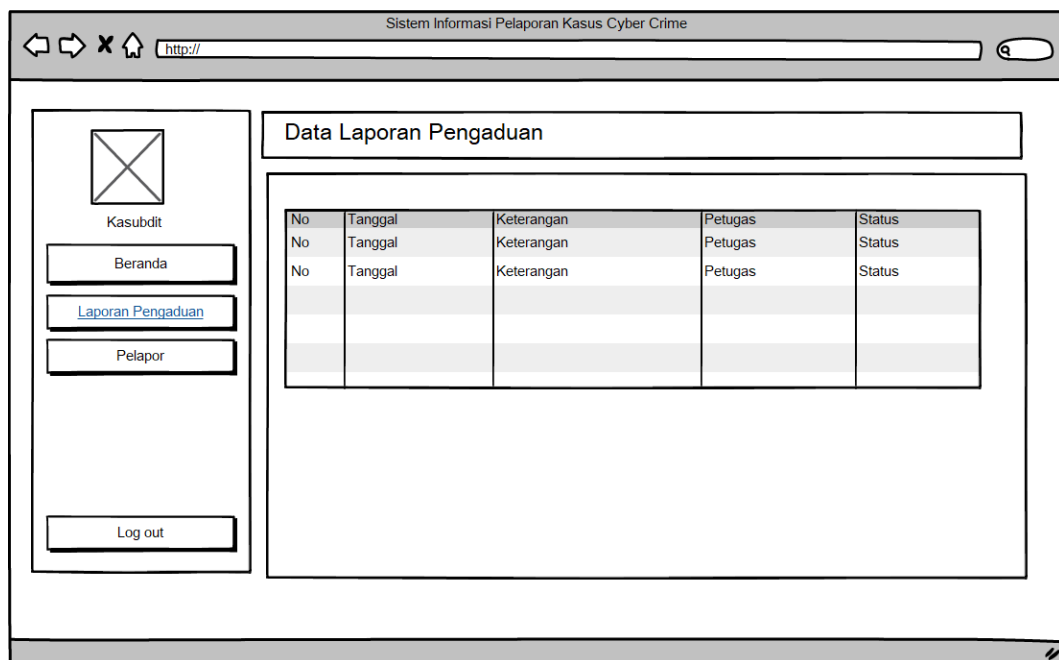 Sistem Informasi Pelaporan Kasus Cyber Crime
http://
Data Laporan Pengaduan
Kasubdit
Beranda
Laporan Pengaduan
Pelapor
Log out
No Tanggal Keterangan Petugas Status
No Tanggal Keterangan Petugas Status
No Tanggal Keterangan Petugas Status